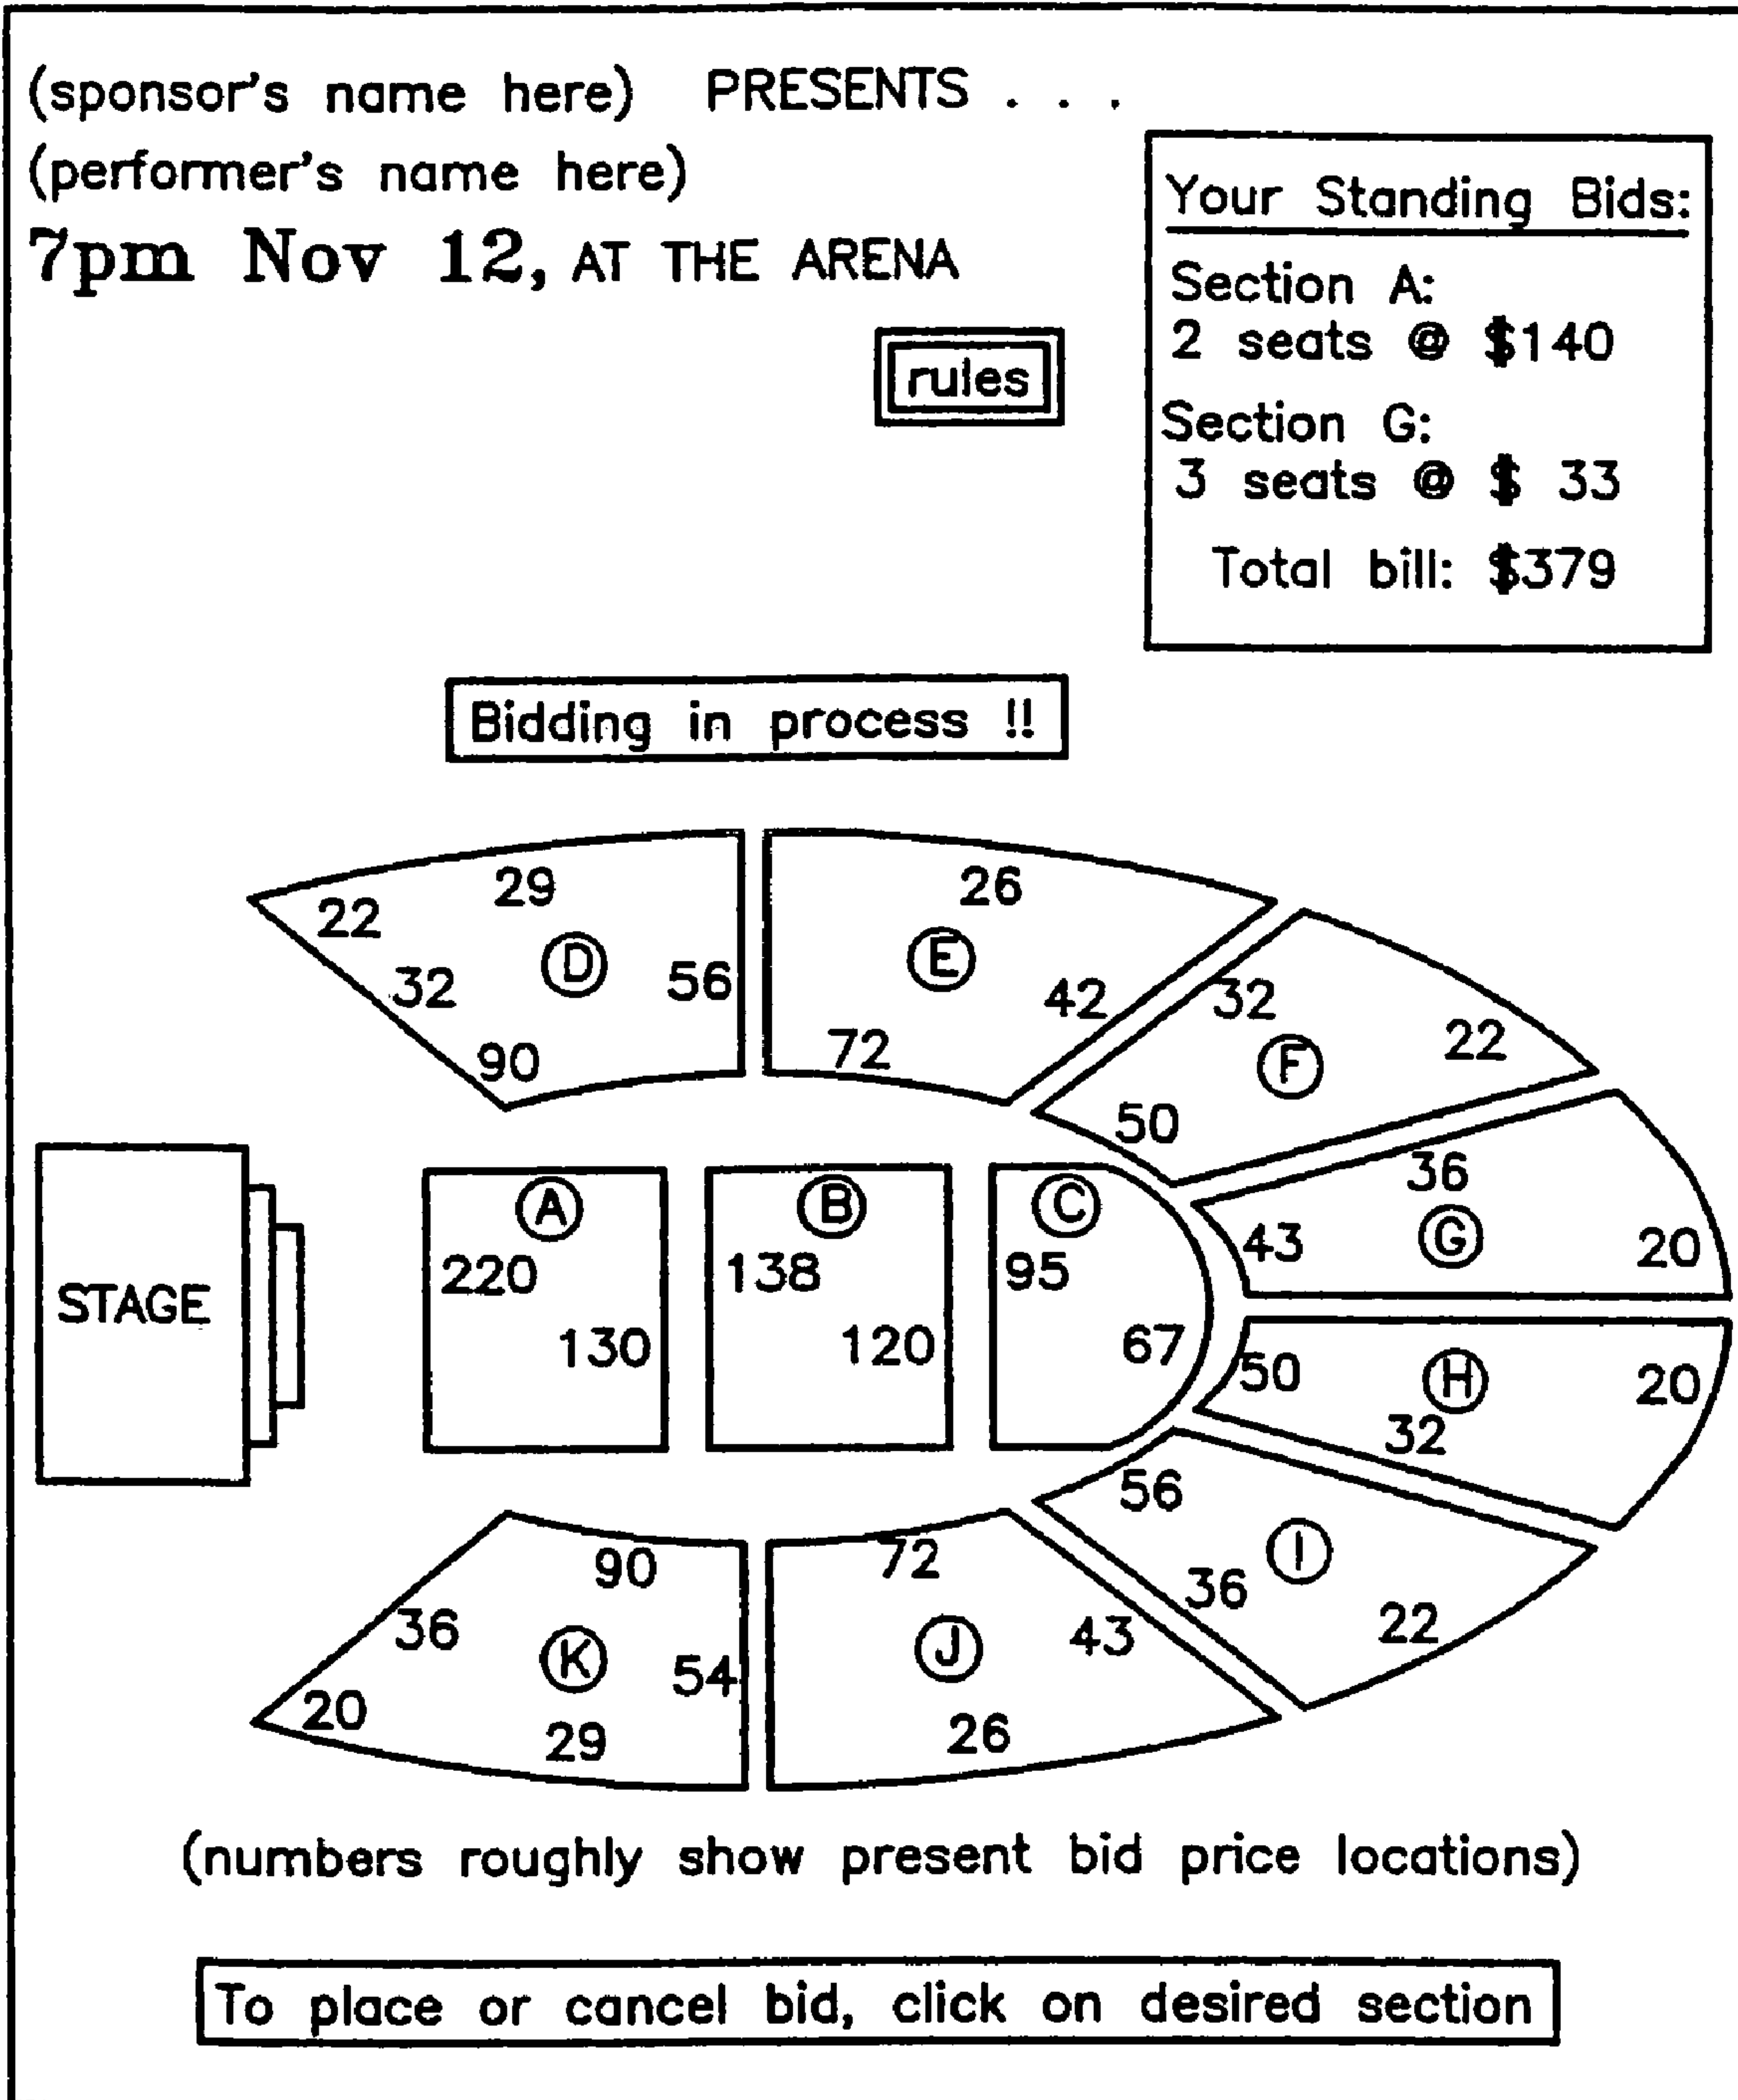 (sponsor's name here) PRESENTS . . .
(performer's name here)
7pm Nov 12, AT THE ARENA
rules
Your Standing Bids:
Section A:
2 seats @ $140
Section G:
3 seats @ $ 33
Total bill: $379
Bidding in process !!
29
22
D
32
56
90
26
E
42
72
32
22
F
50
36
43
G
20
STAGE
A
220
130
B
138
120
C
95
67
50
H
20
32
56
I
36
22
90
36
K
54
20
29
72
J
43
26
(numbers roughly show present bid price locations)
To place or cancel bid, click on desired section